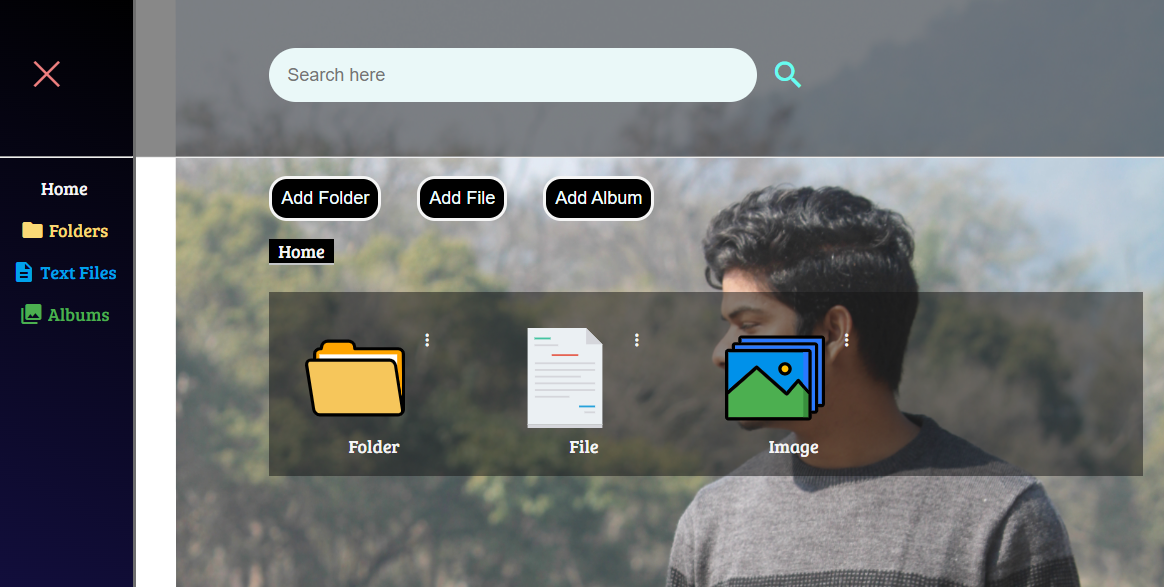 Search here
Home
Folders
Text Files
Albums
Add Folder Add File Add Album
Home
Folder File Image